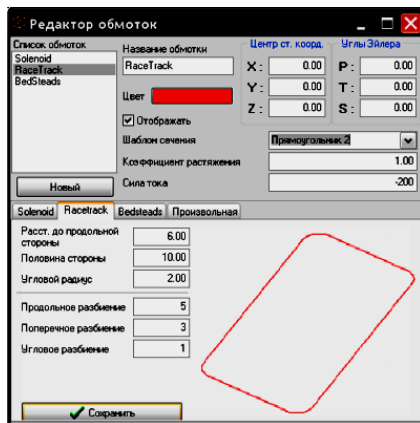 Редактор обмоток
Список обмоток
Solenoid
RaceTrack
BedSteads
Новый
Название обмотки
RaceTrack
Цвет
Отображать
Шаблон сечения
Прямоугольник 2
Коэффициент растяжения
1.00
Сила тока
-200
Центр ст. коорд.
X : 0.00
Y : 0.00
Z : 0.00
Углы Эйлера
P : 0.00
T : 0.00
S : 0.00
Solenoid Racetrack Bedsteads Произвольная
Расст. до продольной
стороны
6.00
Половина стороны 10.00
Угловой радиус 2.00
Продольное разбиение 5
Поперечное разбиение 3
Угловое разбиение 1
Сохранить